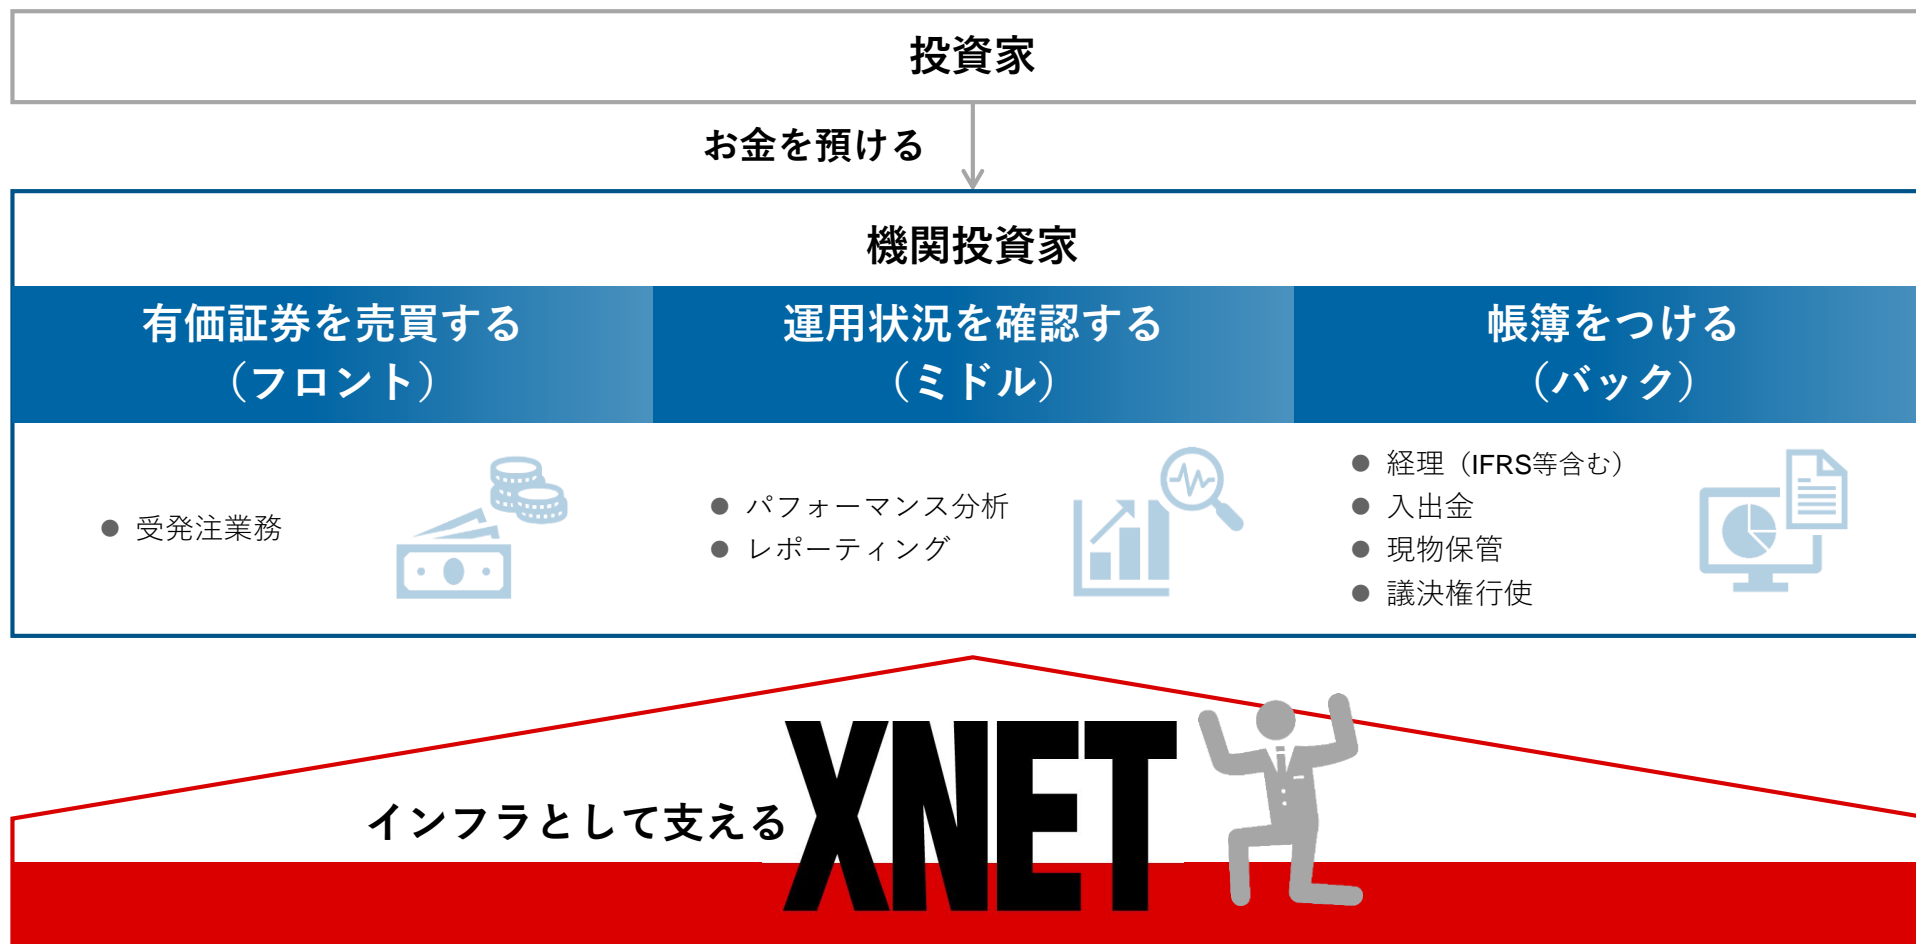 投資家
お金を預ける
機関投資家
有価証券を売買する
（フロント）
運用状況を確認する
（ミドル）
帳簿をつける
（バック）
● 受発注業務
● パフォーマンス分析
● レポーティング
● 経理（IFRS等含む）
● 入出金
● 現物保管
● 議決権行使
インフラとして支える
XNET